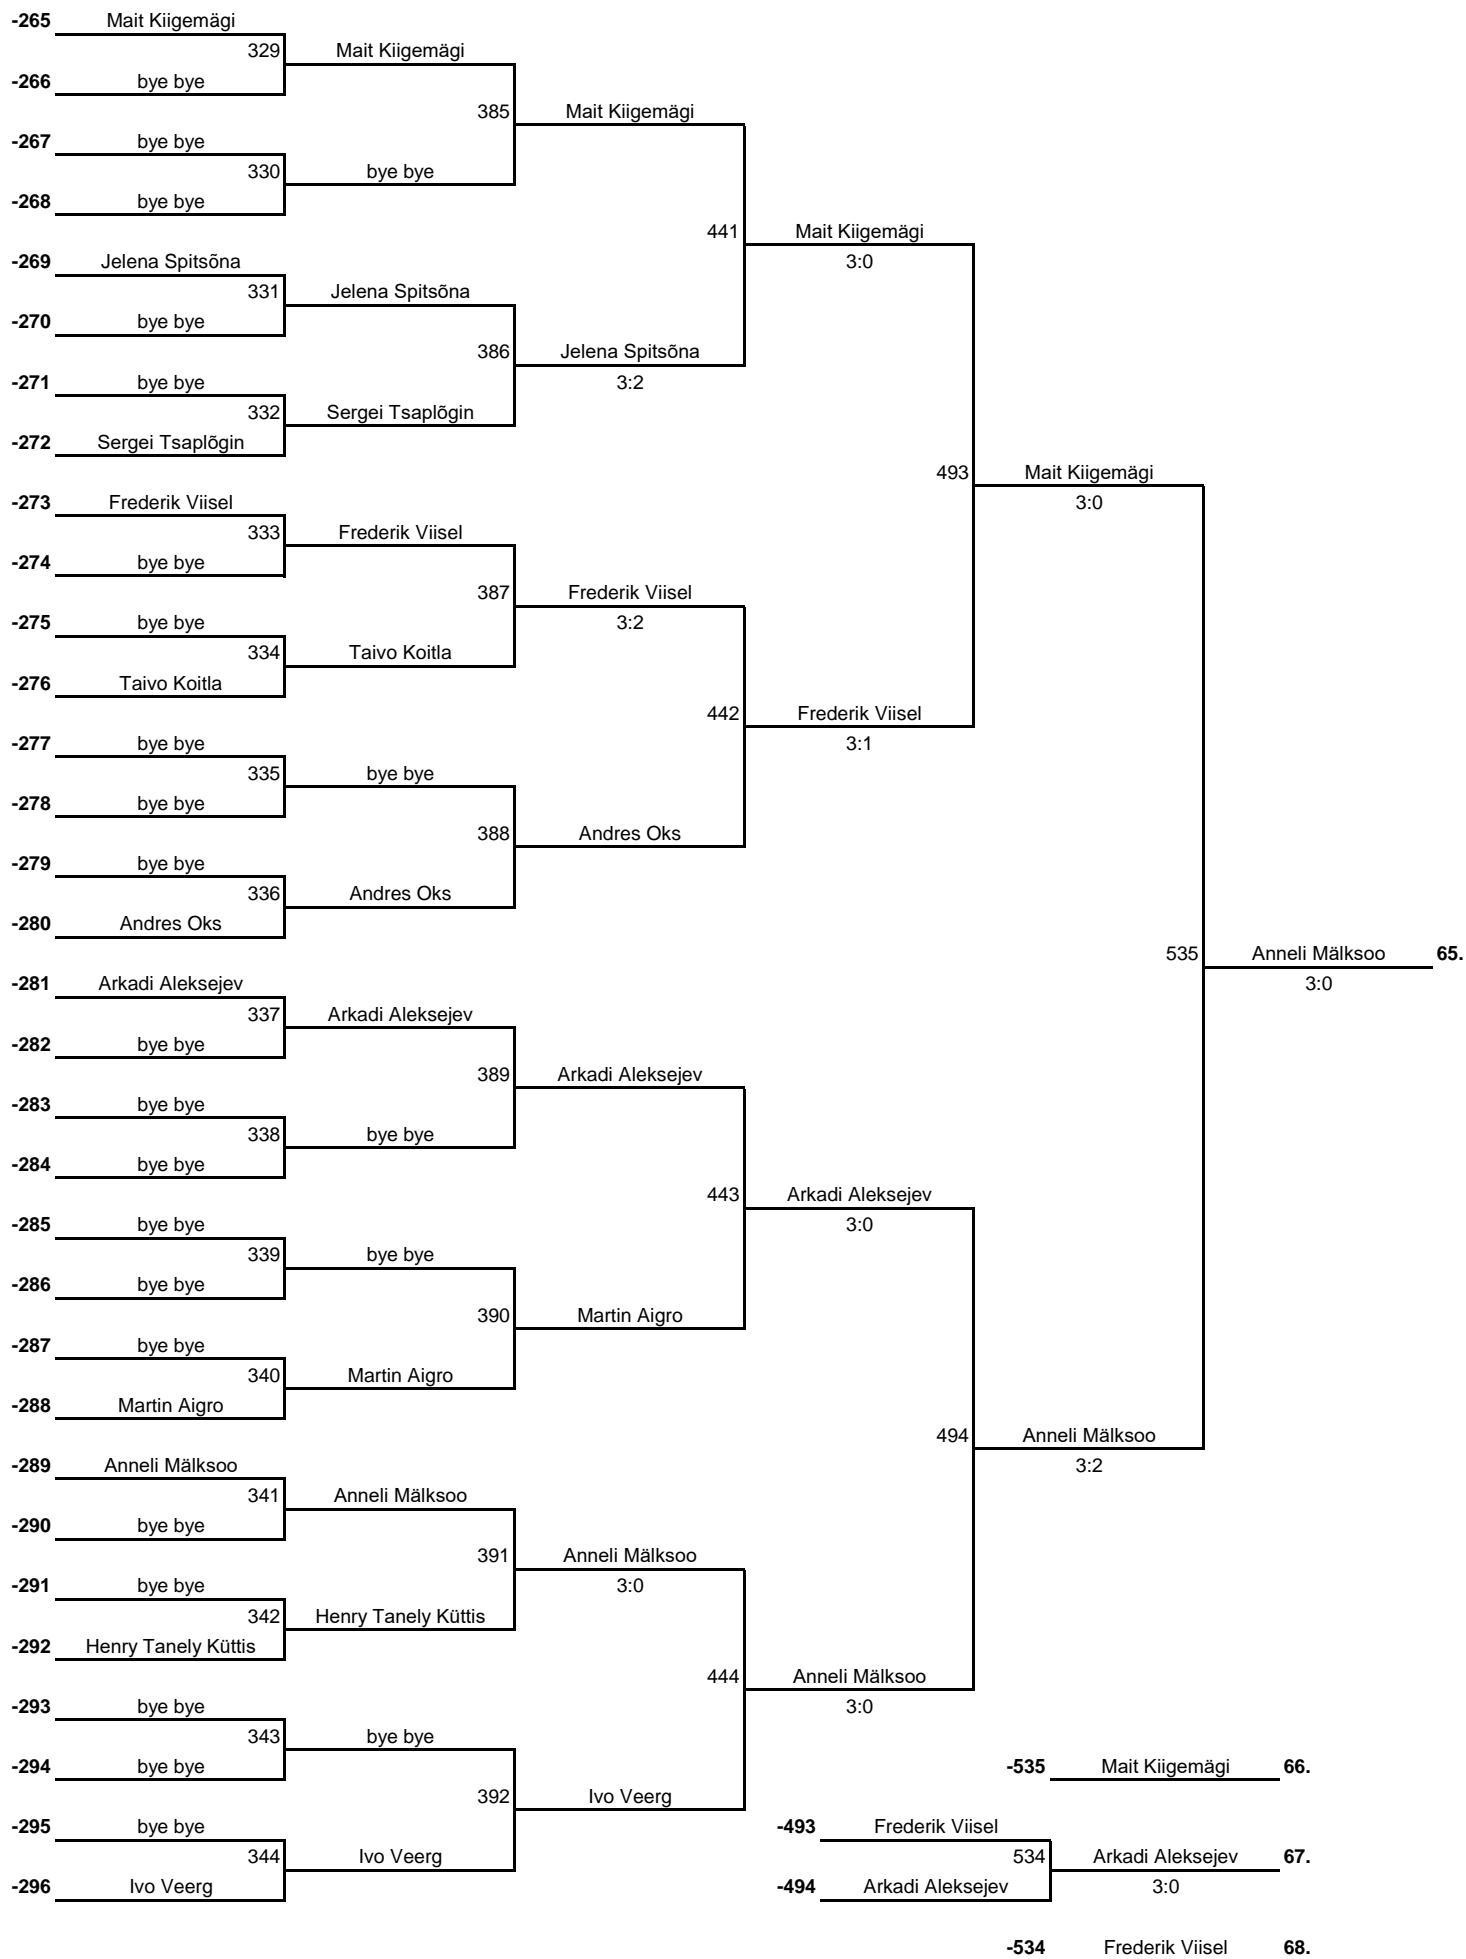 -265 Mait Kiigemägi
329 Mait Kiigemägi
-266 bye bye
385 Mait Kiigemägi
-267 bye bye
330 bye bye
-268 bye bye
441 Mait Kiigemägi
-269 Jelena Spitsõna 3:0
331 Jelena Spitsõna
-270 bye bye
386 Jelena Spitsõna
-271 bye bye 3:2
332 Sergei Tsaplõgin
-272 Sergei Tsaplõgin
493 Mait Kiigemägi
-273 Frederik Viisel 3:0
333 Frederik Viisel
-274 bye bye
387 Frederik Viisel
-275 bye bye 3:2
334 Taivo Koitla
-276 Taivo Koitla
442 Frederik Viisel
-277 bye bye 3:1
335 bye bye
-278 bye bye
388 Andres Oks
-279 bye bye
336 Andres Oks
-280 Andres Oks
535 Anneli Mälksoo 65.
-281 Arkadi Aleksejev 3:0
337 Arkadi Aleksejev
-282 bye bye
389 Arkadi Aleksejev
-283 bye bye
338 bye bye
-284 bye bye
443 Arkadi Aleksejev
-285 bye bye 3:0
339 bye bye
-286 bye bye
390 Martin Aigro
-287 bye bye
340 Martin Aigro
-288 Martin Aigro
494 Anneli Mälksoo
-289 Anneli Mälksoo 3:2
341 Anneli Mälksoo
-290 bye bye
391 Anneli Mälksoo
-291 bye bye 3:0
342 Henry Tanely Küttis
-292 Henry Tanely Küttis
444 Anneli Mälksoo
-293 bye bye 3:0
343 bye bye
-294 bye bye -535 Mait Kiigemägi 66.
392 Ivo Veerg
-295 bye bye -493 Frederik Viisel
344 Ivo Veerg 534 Arkadi Aleksejev 67.
-296 Ivo Veerg -494 Arkadi Aleksejev 3:0
-534 Frederik Viisel 68.